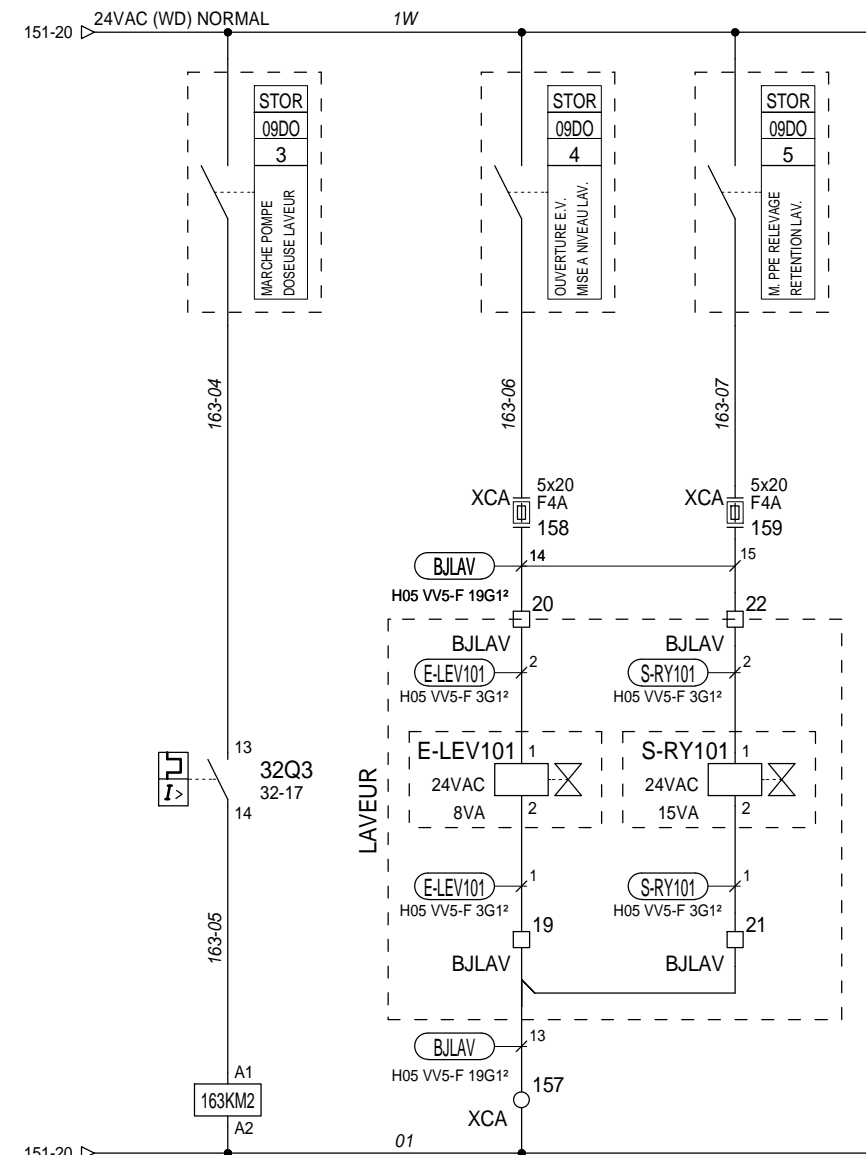 24VAC (WD) NORMAL
1W
151-20
STOR
09DO
3
MARCHE POMPE
DOSEUSE LAVEUR
STOR
09DO
4
OUVERTURE E.V.
MISE A NIVEAU LAV.
STOR
09DO
5
M. PPE RELEVAGE
RETENTION LAV.
163-04
163-06
163-07
XCA
5x20
F4A
158
XCA
5x20
F4A
159
BJLAV
14
15
H05 VV5-F 19G1²
20
22
BJLAV
BJLAV
E-LEV101
2
H05 VV5-F 3G1²
S-RY101
2
H05 VV5-F 3G1²
LAVEUR
E-LEV101
1
24VAC
8VA
2
S-RY101
1
24VAC
15VA
2
13
32Q3
32-17
I>
14
E-LEV101
1
H05 VV5-F 3G1²
S-RY101
1
H05 VV5-F 3G1²
163-05
19
BJLAV
21
BJLAV
BJLAV
13
H05 VV5-F 19G1²
A1
163KM2
A2
157
XCA
01
151-20